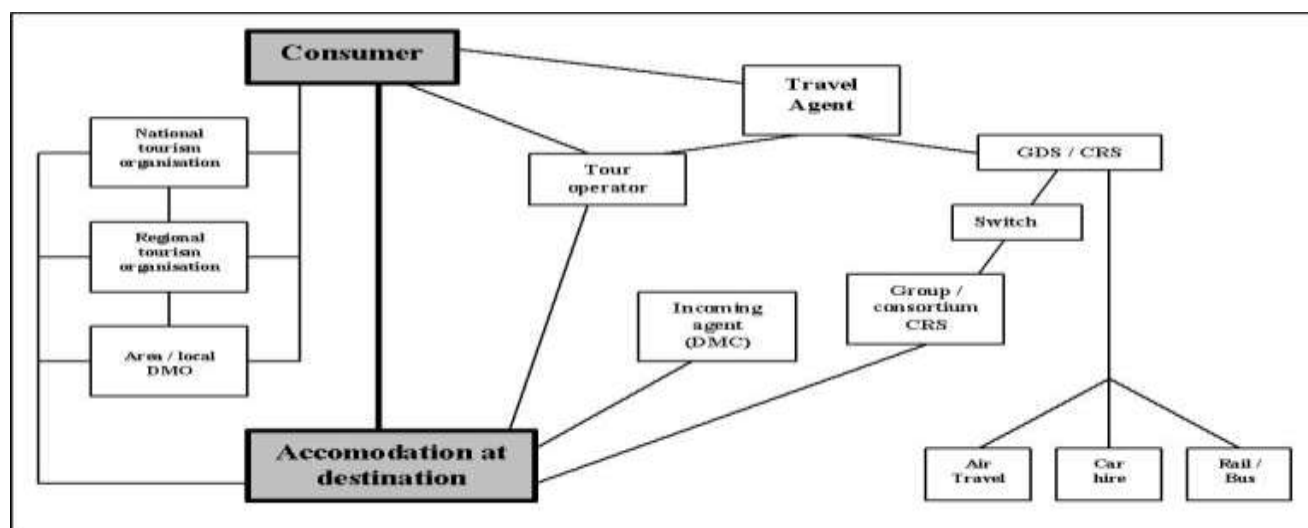 Consumer
Travel
Agent
National
tourism
organisation
GDS / CRS
Tour
operator
Switch
Regional
tourism
organisation
Group /
consortium
CRS
Incoming
agent
(DMC)
Area / local
DMO
Accomodation at
destination
Air
Travel
Car
hire
Rail /
Bus